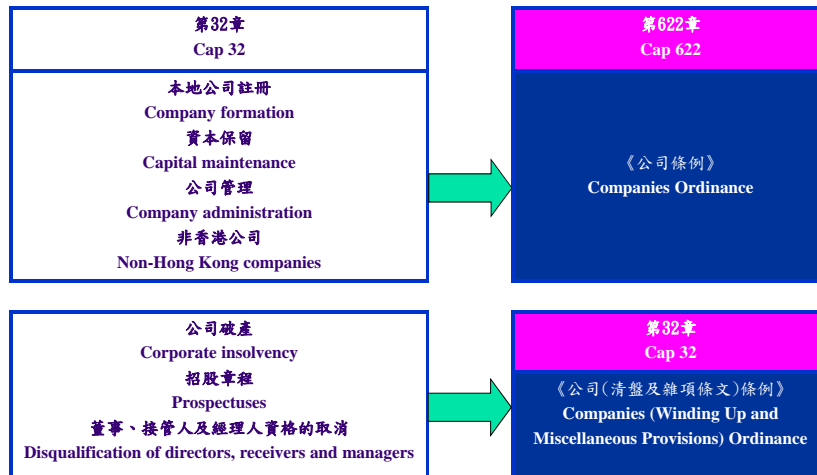 第32章
Cap 32
本地公司註冊
Company formation
資本保留
Capital maintenance
公司管理
Company administration
非香港公司
Non-Hong Kong companies
第622章
Cap 622
《公司條例》
Companies Ordinance
公司破產
Corporate insolvency
招股章程
Prospectuses
董事、接管人及經理人資格的取消
Disqualification of directors, receivers and managers
第32章
Cap 32
《公司(清盤及雜項條文)條例》
Companies (Winding Up and
Miscellaneous Provisions) Ordinance